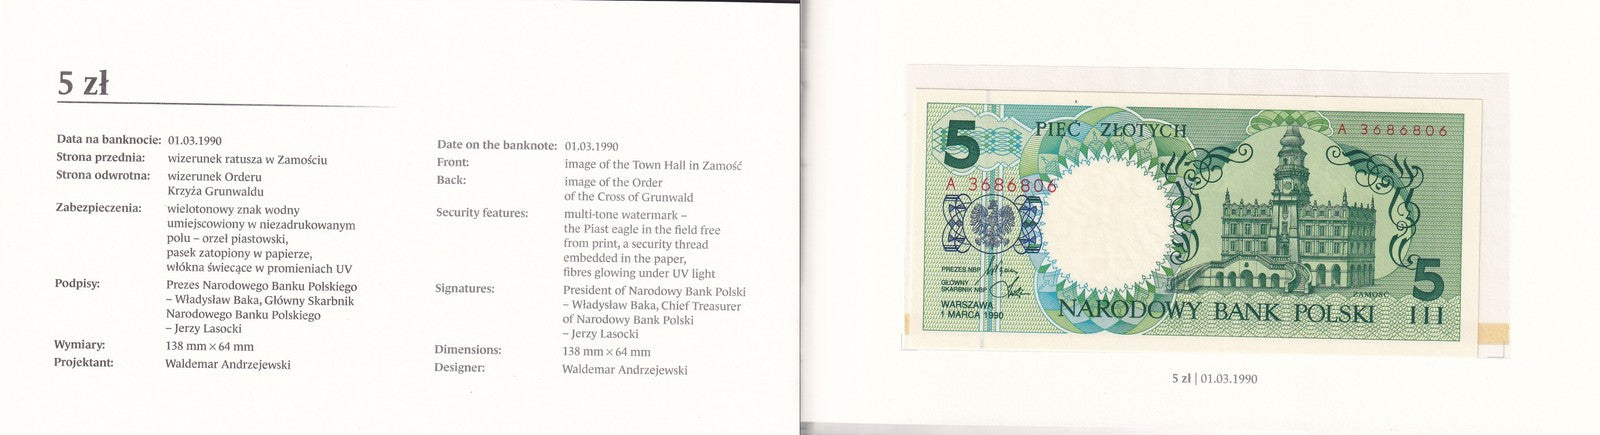 5 zł
Data na banknocie: 01.03.1990
Strona przednia: wizerunek ratusza w Zamościu
Strona odwrotna: wizerunek Orderu
Krzyża Grunwaldu
Zabezpieczenia: wielotonowy znak wodny
umiejscowiony w niezadrukowanym
polu – orzeł piastowski,
pasek zatopiony w papierze,
włókna świecące w promieniach UV
Podpisy: Prezes Narodowego Banku Polskiego
– Władysław Baka, Główny Skarbnik
Narodowego Banku Polskiego
– Jerzy Lasocki
Wymiary: 138 mm × 64 mm
Projektant: Waldemar Andrzejewski
Date on the banknote: 01.03.1990
Front: image of the Town Hall in Zamość
Back: image of the Order
of the Cross of Grunwald
Security features: multi-tone watermark –
the Piast eagle in the field free
from print, a security thread
embedded in the paper,
fibres glowing under UV light
Signatures: President of Narodowy Bank Polski
– Władysław Baka, Chief Treasurer
of Narodowy Bank Polski
– Jerzy Lasocki
Dimensions: 138 mm × 64 mm
Designer: Waldemar Andrzejewski
5 PIĘĆ ZŁOTYCH A 3686806
A 3686806
PREZES NBP
GŁÓWNY
SKARBNIK NBP
WARSZAWA
1 MARCA 1990
ZAMOŚĆ
5
NARODOWY BANK POLSKI
5 zł | 01.03.1990